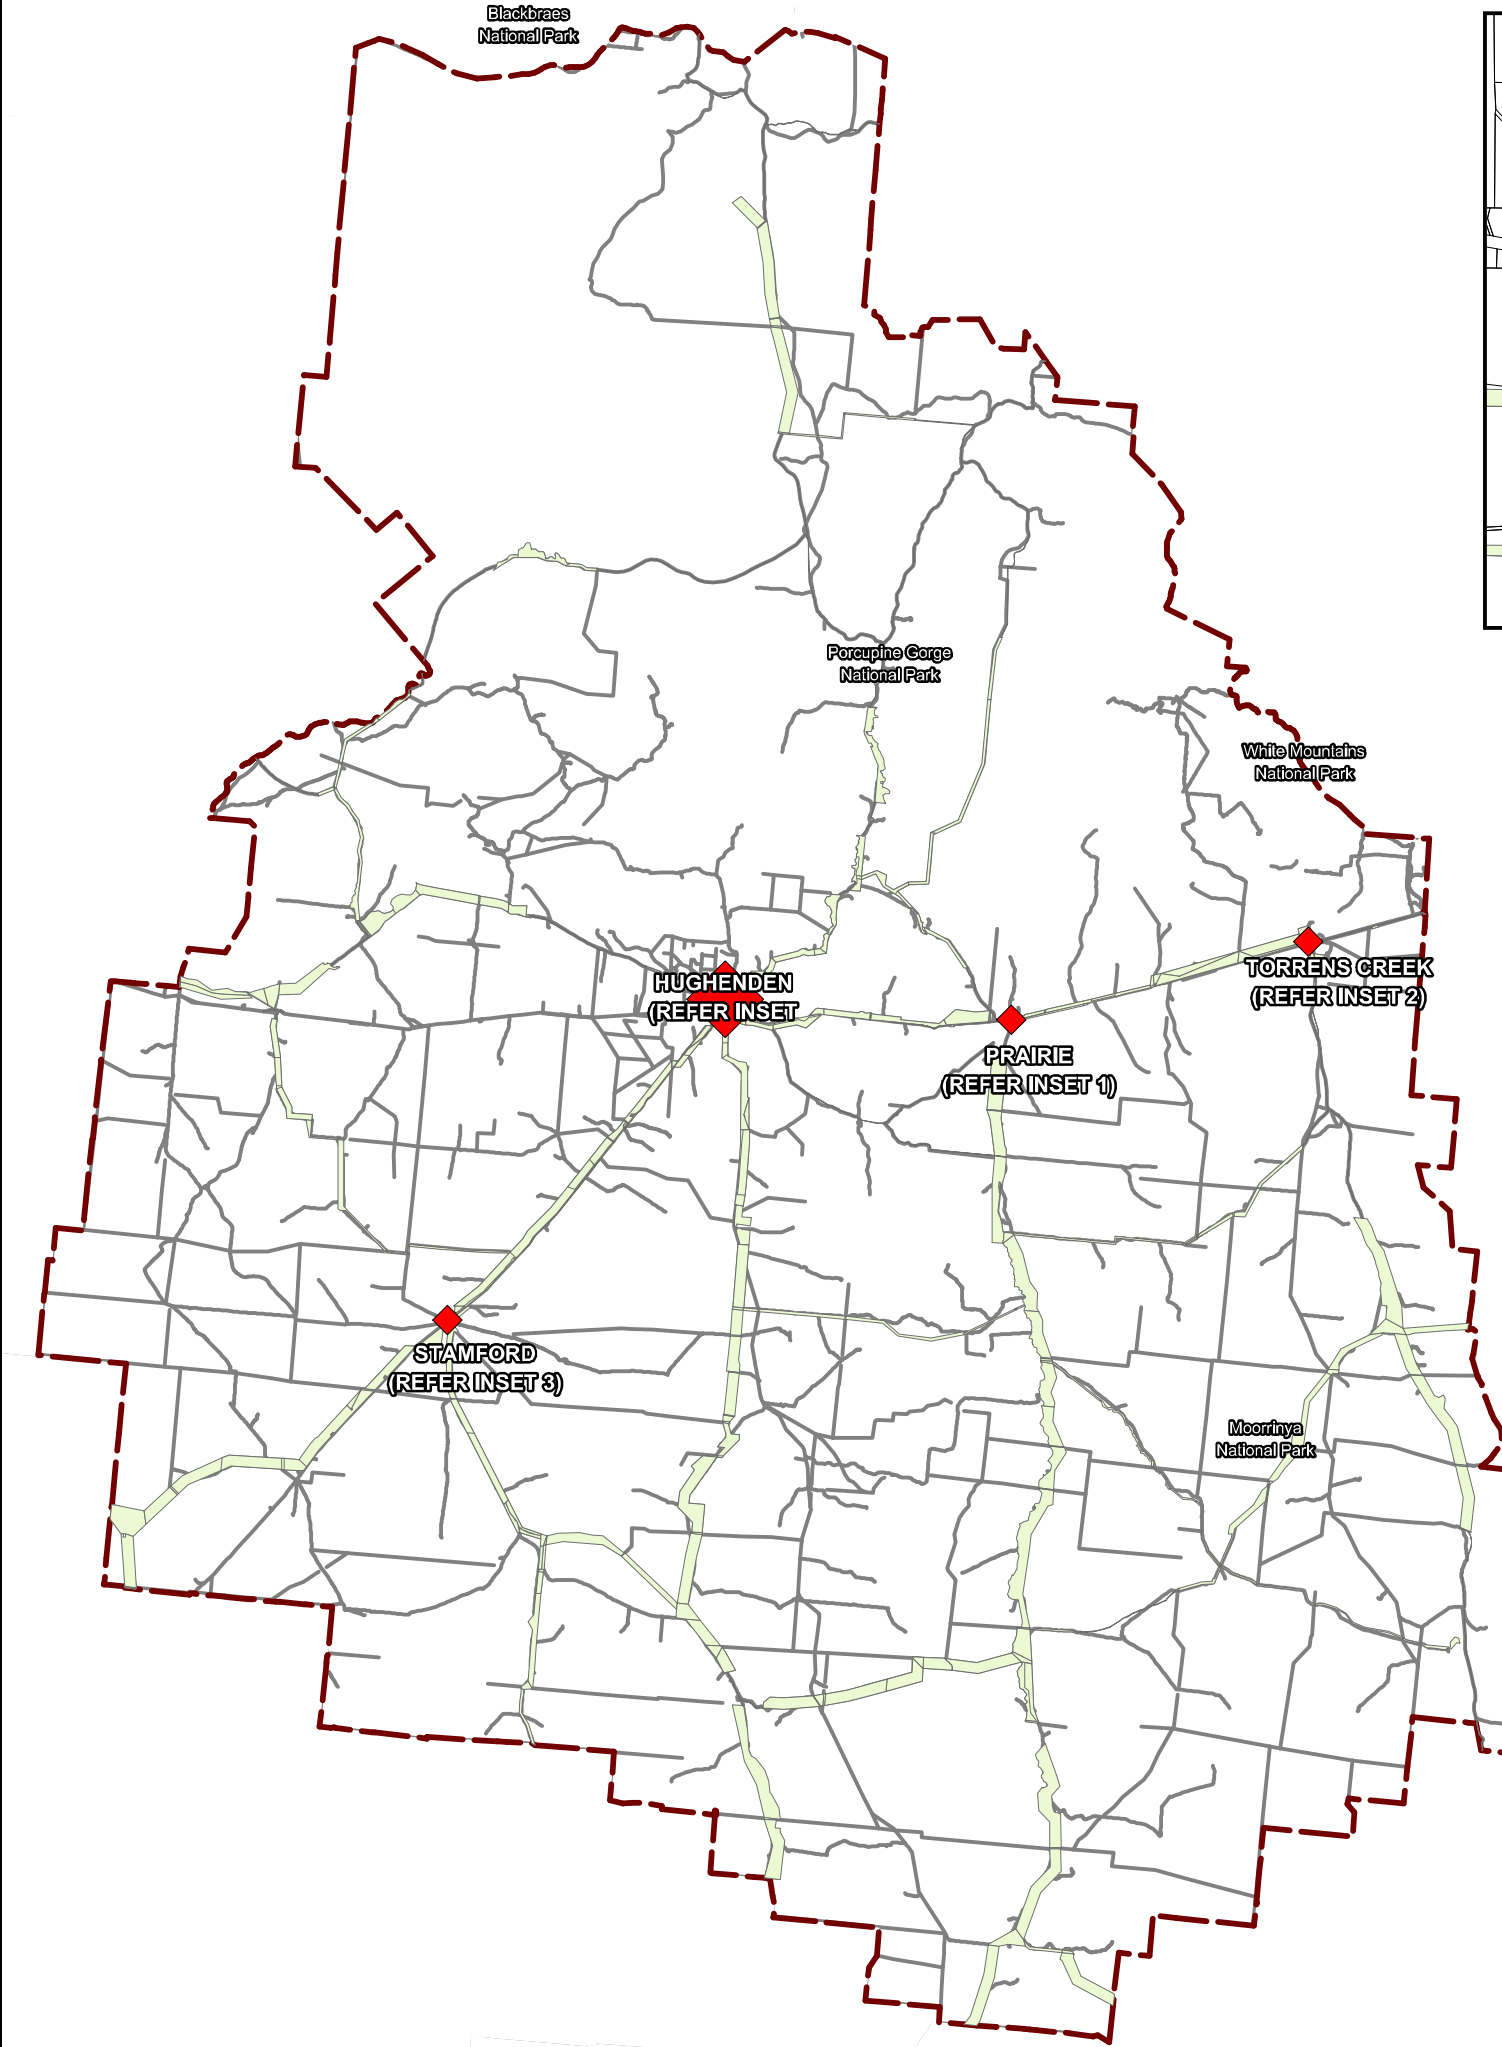 Blackbraes
National Park
Porcupine Gorge
National Park
White Mountains
National Park
HUGHENDEN
(REFER INSET
TORRENS CREEK
(REFER INSET 2)
PRAIRIE
(REFER INSET 1)
STAMFORD
(REFER INSET 3)
Moorrinya
National Park